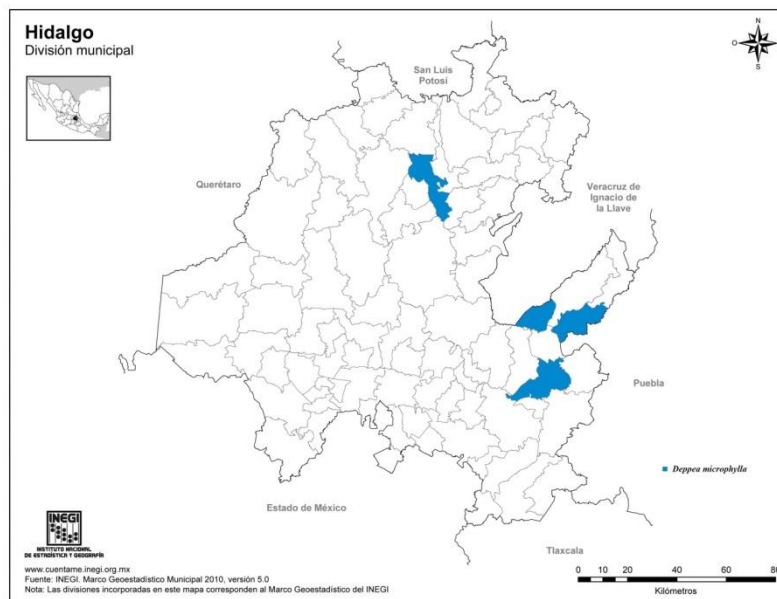 Hidalgo
División municipal
N
O
E
S
San Luis
Potosí
Querétaro
Veracruz de
Ignacio de
la Llave
Puebla
Deppea microphylla
Estado de México
Tlaxcala
INEGI
INSTITUTO NACIONAL
DE ESTADÍSTICA Y GEOGRAFÍA
www.cuentame.inegi.org.mx
Fuente: INEGI. Marco Geoestadístico Municipal 2010, versión 5.0
Nota: Las divisiones incorporadas en este mapa corresponden al Marco Geoestadístico del INEGI
0 20 40 60 80
Kilómetros